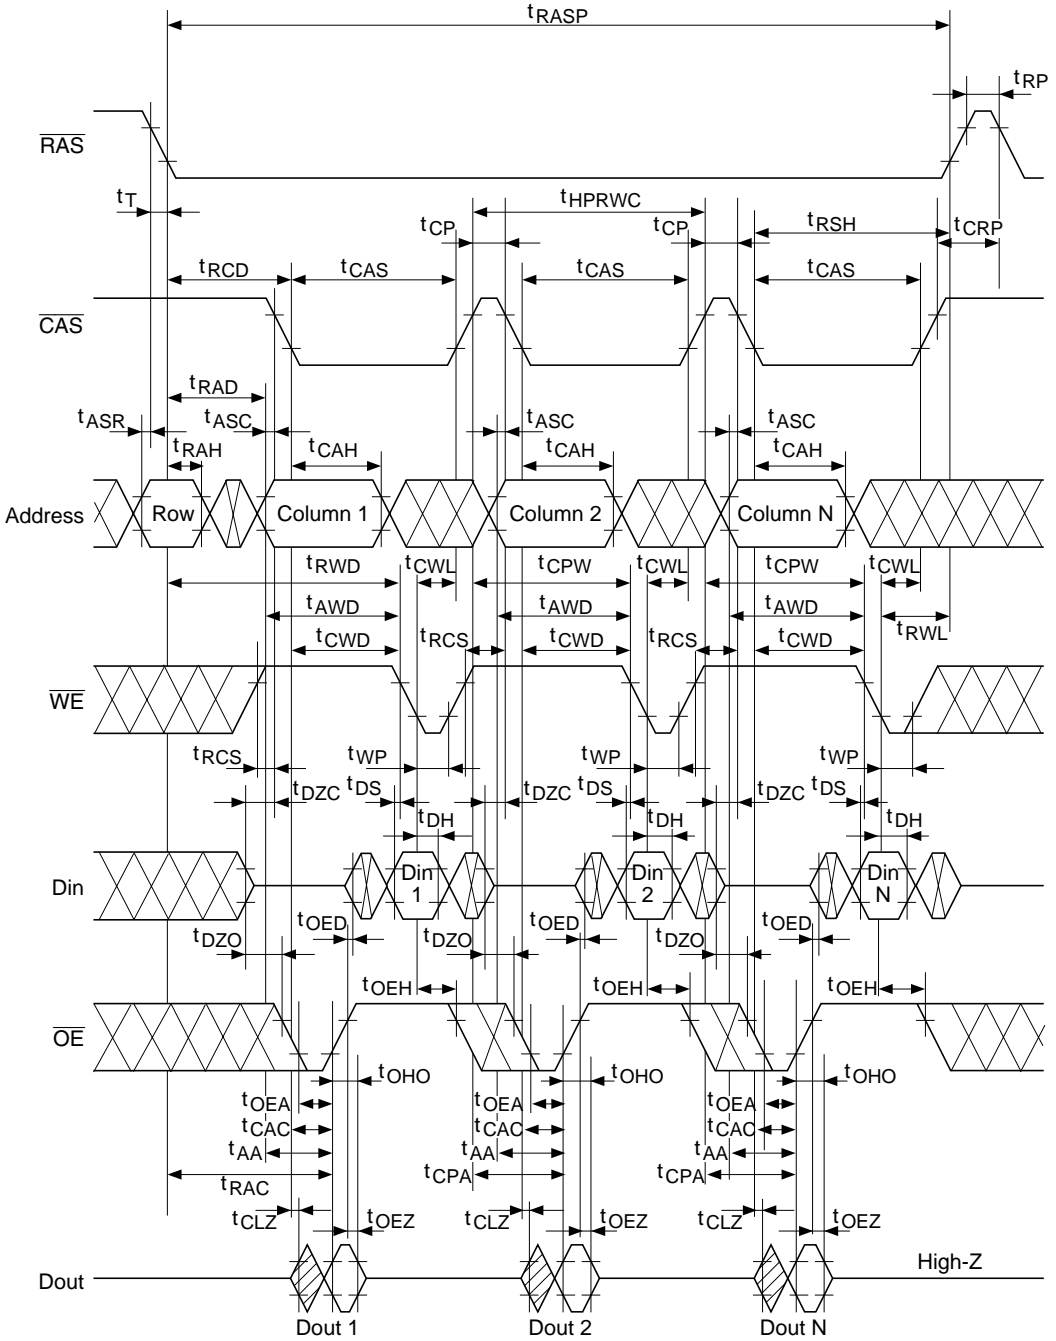 tRASP
tRP
RAS
tT tHPRWC
tCP tCP tRSH tCRP
tRCD tCAS tCAS tCAS
CAS
tRAD
tASR tASC tASC tASC
tRAH tCAH tCAH tCAH
Address Row Column 1 Column 2 Column N
tRWD tCWL tCPW tCWL tCPW tCWL
tAWD tAWD tAWD
tRWL
tCWD tRCS tCWD tRCS tCWD
WE
tRCS tWP tWP tWP
tDZC tDS tDZC tDS tDZC tDS
tDH tDH tDH
Din Din 1 Din 2 Din N
tDZO tOED tDZO tOED tDZO tOED
tOEH tOEH tOEH
OE
tOHO tOHO tOHO
tOEA tOEA tOEA
tCAC tCAC tCAC
tAA tAA tAA
tRAC tCPA tCPA
tCLZ tOEZ tCLZ tOEZ tCLZ tOEZ
High-Z
Dout
Dout 1 Dout 2 Dout N